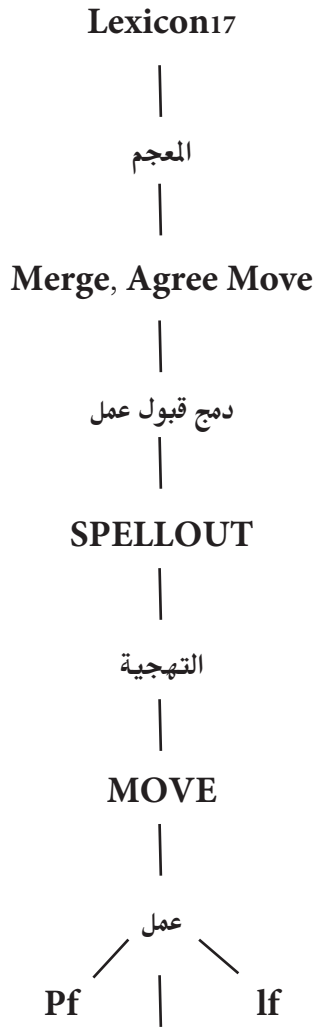 Lexicon17
المعجم
Merge, Agree Move
دمج قبول عمل
SPELLOUT
التهجية
MOVE
عمل
Pf lf